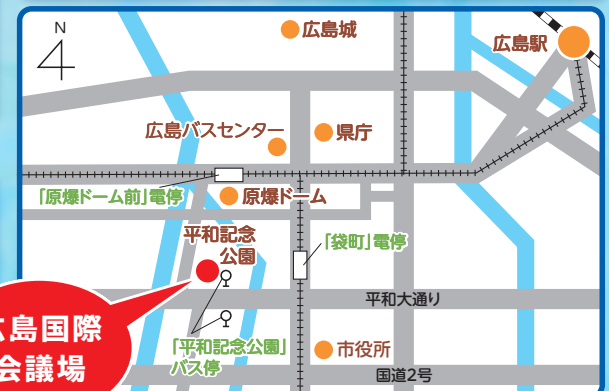 N
広島城
広島駅
広島バスセンター
県庁
「原爆ドーム前」電停
原爆ドーム
平和記念
公園
「袋町」電停
平和大通り
広島国際
会議場
「平和記念公園」
バス停
市役所
国道2号